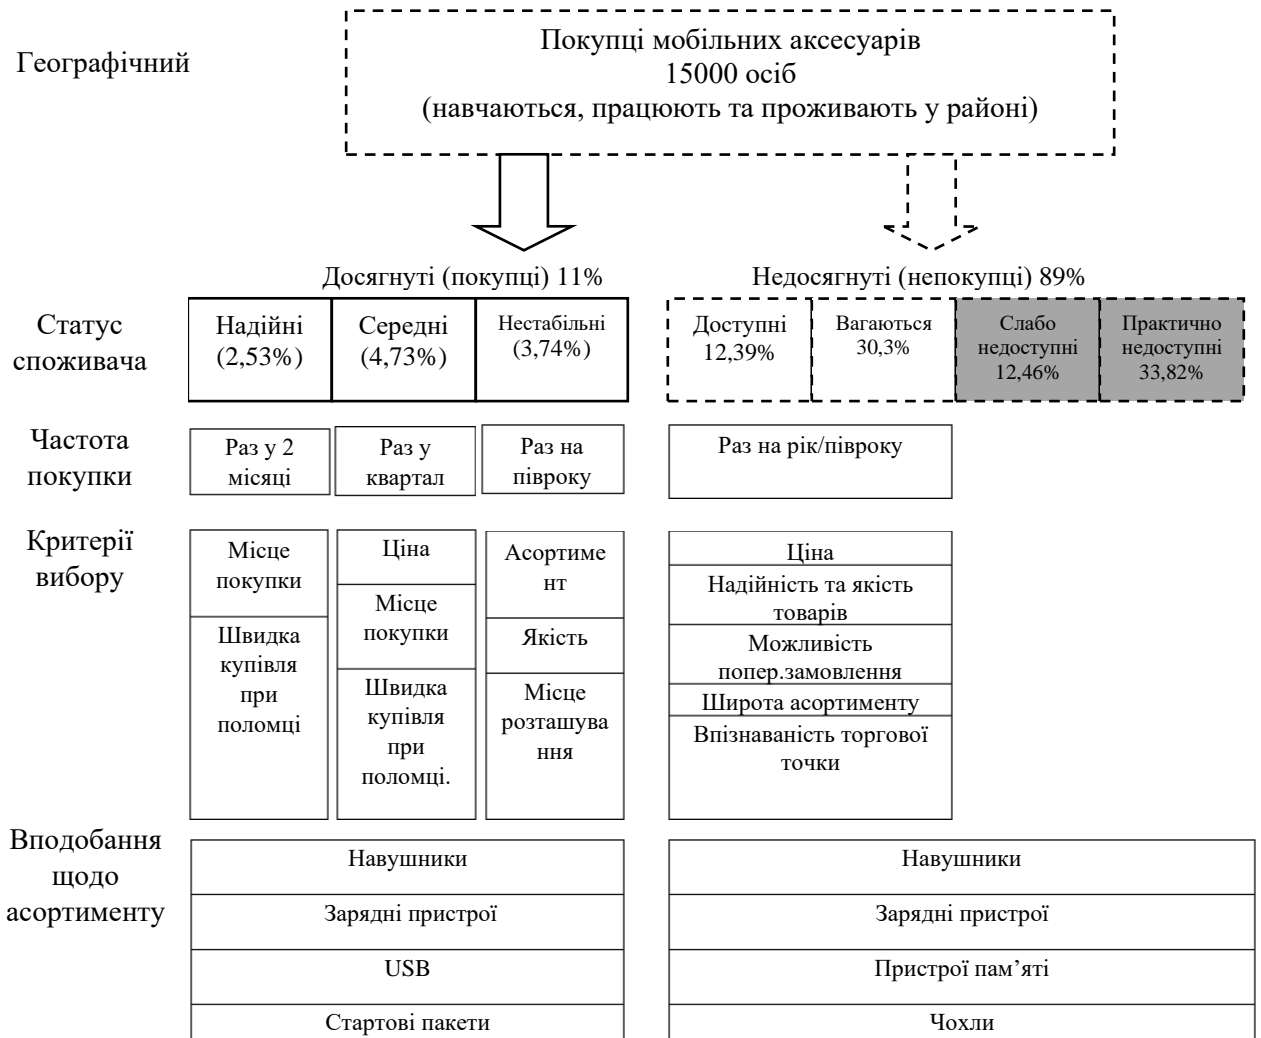 Географічний
Покупці мобільних аксесуарів
15000 осіб
(навчаються, працюють та проживають у районі)
Досягнуті (покупці) 11%
Недосягнуті (непокупці) 89%
Статус
споживача
Надійні
(2,53%)
Середні
(4,73%)
Нестабільні
(3,74%)
Доступні
12,39%
Вагаються
30,3%
Слабо
недоступні
12,46%
Практично
недоступні
33,82%
Частота
покупки
Раз у 2
місяці
Раз у
квартал
Раз на
півроку
Раз на рік/півроку
Критерії
вибору
Місце
покупки
Швидка
купівля
при
поломці
Ціна
Місце
покупки
Швидка
купівля
при
поломці.
Асортиме
нт
Якість
Місце
розташува
ння
Ціна
Надійність та якість
товарів
Можливість
попер.замовлення
Широта асортименту
Впізнаваність торгової
точки
Вподобання
щодо
асортименту
Навушники
Зарядні пристрої
USB
Стартові пакети
Навушники
Зарядні пристрої
Пристрої пам’яті
Чохли